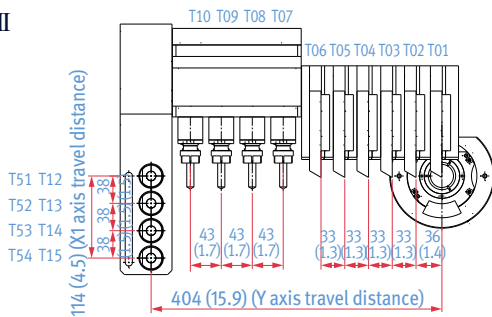 II
T10 T09 T08 T07
T06 T05 T04 T03 T02 T01
T51 T12
T52 T13
T53 T14
T54 T15
38
38
38
(1.5)
114 (4.5) (X1 axis travel distance)
43 43 43
(1.7) (1.7) (1.7)
33 33 33 33 36
(1.3) (1.3) (1.3) (1.3) (1.4)
404 (15.9) (Y axis travel distance)